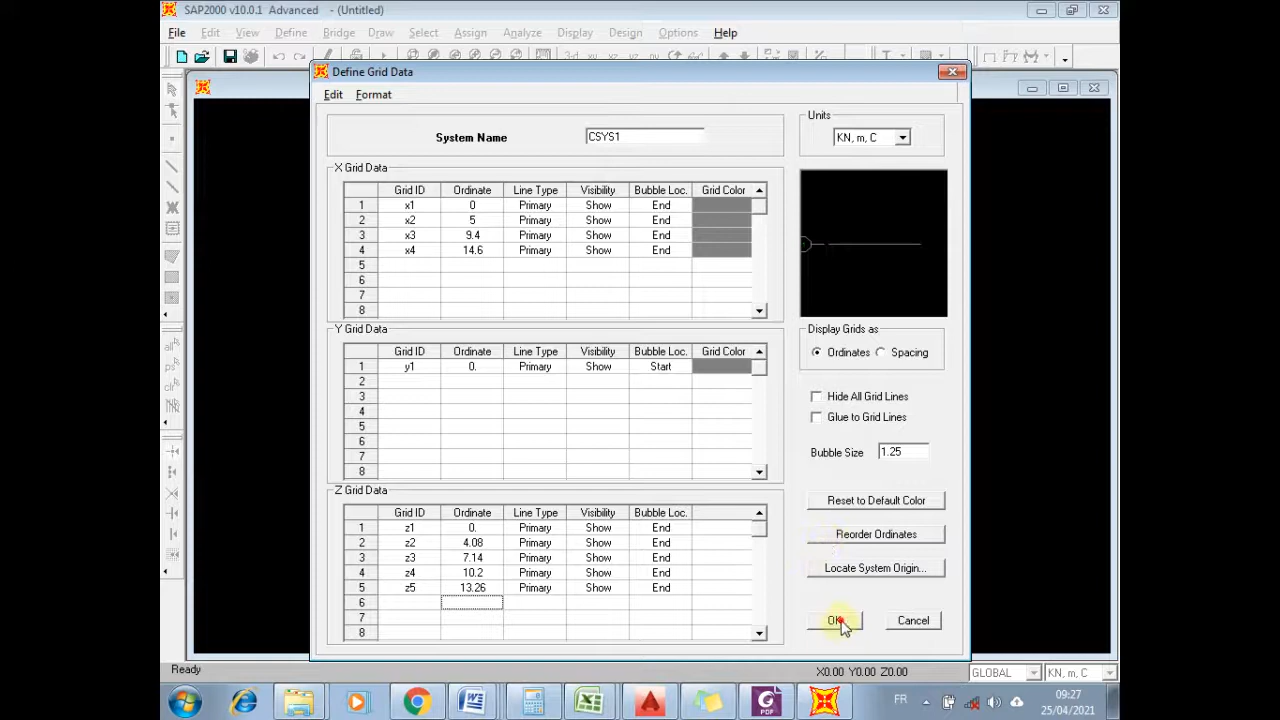 SAP2000 v10.0.1 Advanced - (Untitled)
File Edit View Define Bridge Draw Select Assign Analyze Display Design Options Help
Define Grid Data
Edit Format
System Name CSYS1
Units
KN, m, C
X Grid Data
Grid ID Ordinate Line Type Visibility Bubble Loc. Grid Color
1 x1 0 Primary Show End
2 x2 5 Primary Show End
3 x3 9.4 Primary Show End
4 x4 14.6 Primary Show End
5
6
7
8
Y Grid Data
Grid ID Ordinate Line Type Visibility Bubble Loc. Grid Color
1 y1 0. Primary Show Start
2
3
4
5
6
7
8
Z Grid Data
Grid ID Ordinate Line Type Visibility Bubble Loc.
1 z1 0. Primary Show End
2 z2 4.08 Primary Show End
3 z3 7.14 Primary Show End
4 z4 10.2 Primary Show End
5 z5 13.26 Primary Show End
6
7
8
Display Grids as
Ordinates Spacing
Hide All Grid Lines
Glue to Grid Lines
Bubble Size 1.25
Reset to Default Color
Reorder Ordinates
Locate System Origin...
OK Cancel
Ready X0.00 Y0.00 Z0.00 GLOBAL KN, m, C
FR 09:27
25/04/2021